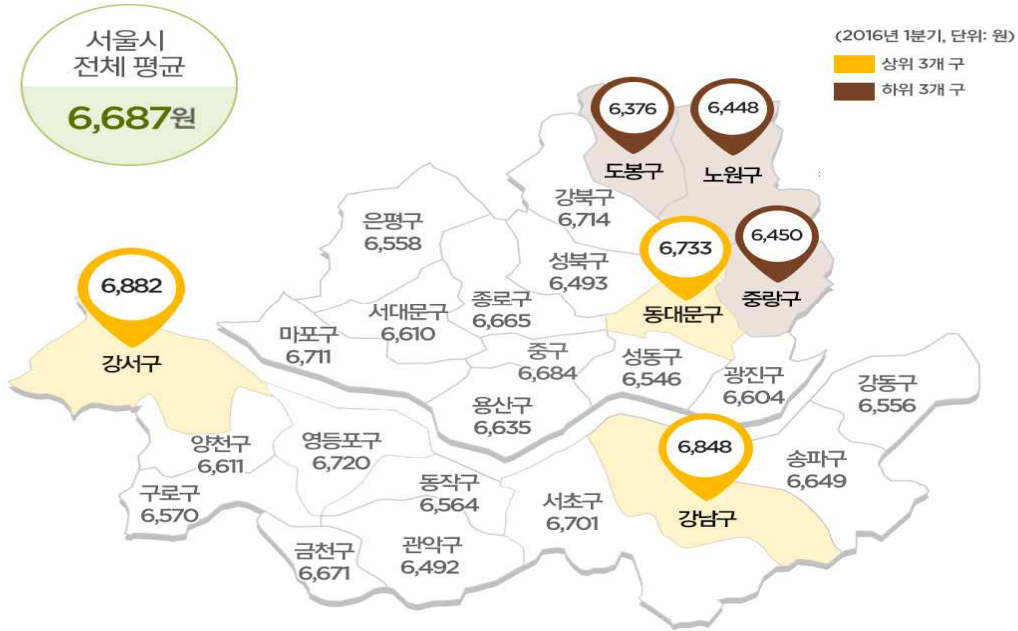 서울시
전체 평균
6,687원
(2016년 1분기, 단위: 원)
상위 3개 구
하위 3개 구
6,376
도봉구
6,448
노원구
강북구
6,714
은평구
6,558
6,733
동대문구
6,450
중랑구
성북구
6,493
6,882
강서구
종로구
6,665
서대문구
6,610
마포구
6,711
중구
6,684
성동구
6,546
광진구
6,604
강동구
6,556
용산구
6,635
양천구
6,611
영등포구
6,720
6,848
강남구
송파구
6,649
동작구
6,564
구로구
6,570
서초구
6,701
금천구
6,671
관악구
6,492